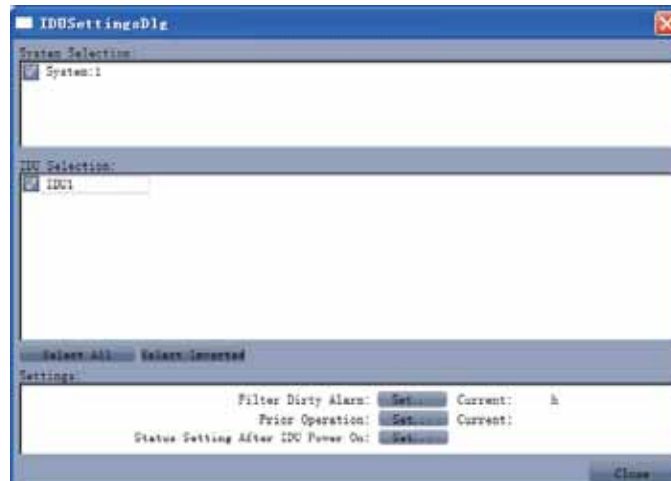 IDUSettingsDlg
System Selection:
System:1
IDU Selection:
IDU1
Select All Select Inverted
Settings:
Filter Dirty Alarm: Set... Current: h
Prior Operation: Set... Current:
Status Setting After IDU Power On: Set...
Close